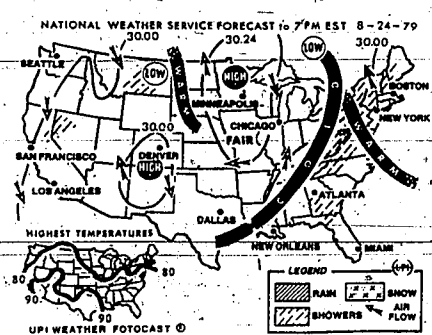 NATIONAL WEATHER SERVICE FORECAST to 7 PM EST 8-24-79
30.00
30.24
30.00
SEATTLE
LOW
WARM
HIGH
LOW
MINNEAPOLIS
BOSTON
NEW YORK
CHICAGO
FAIR
COLD
WARM
30.00
SAN FRANCISCO
DENVER
HIGH
LOS ANGELES
ATLANTA
DALLAS
NEW ORLEANS
MIAMI
HIGHEST TEMPERATURES
80
80
90
90
LEGEND
UPI
RAIN
SNOW
SHOWERS
AIR FLOW
UPI WEATHER FOTOCAST ®